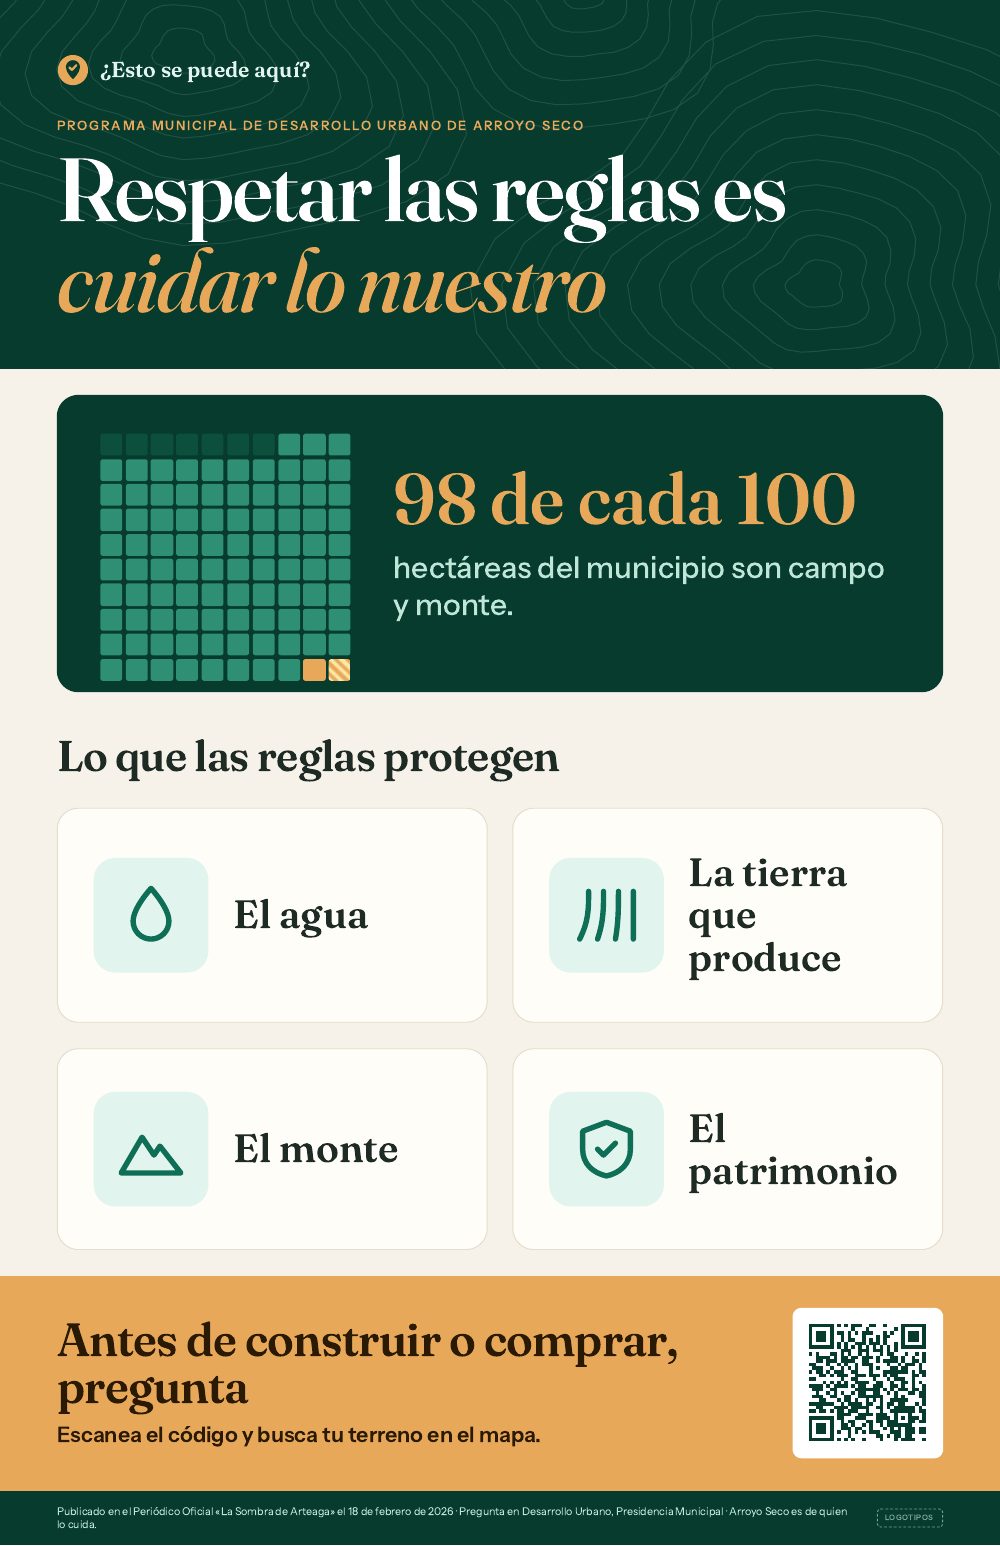 ¿Esto se puede aquí?
PROGRAMA MUNICIPAL DE DESARROLLO URBANO DE ARROYO SECO
Respetar las reglas es
cuidar lo nuestro
98 de cada 100
hectáreas del municipio son campo
y monte.
Lo que las reglas protegen
El agua
La tierra
que
produce
El monte
El
patrimonio
Antes de construir o comprar,
pregunta
Escanea el código y busca tu terreno en el mapa.
Publicado en el Periódico Oficial «La Sombra de Arteaga» el 18 de febrero de 2026 · Pregunta en Desarrollo Urbano, Presidencia Municipal · Arroyo Seco es de quien
lo cuida.
LOGOTIPOS